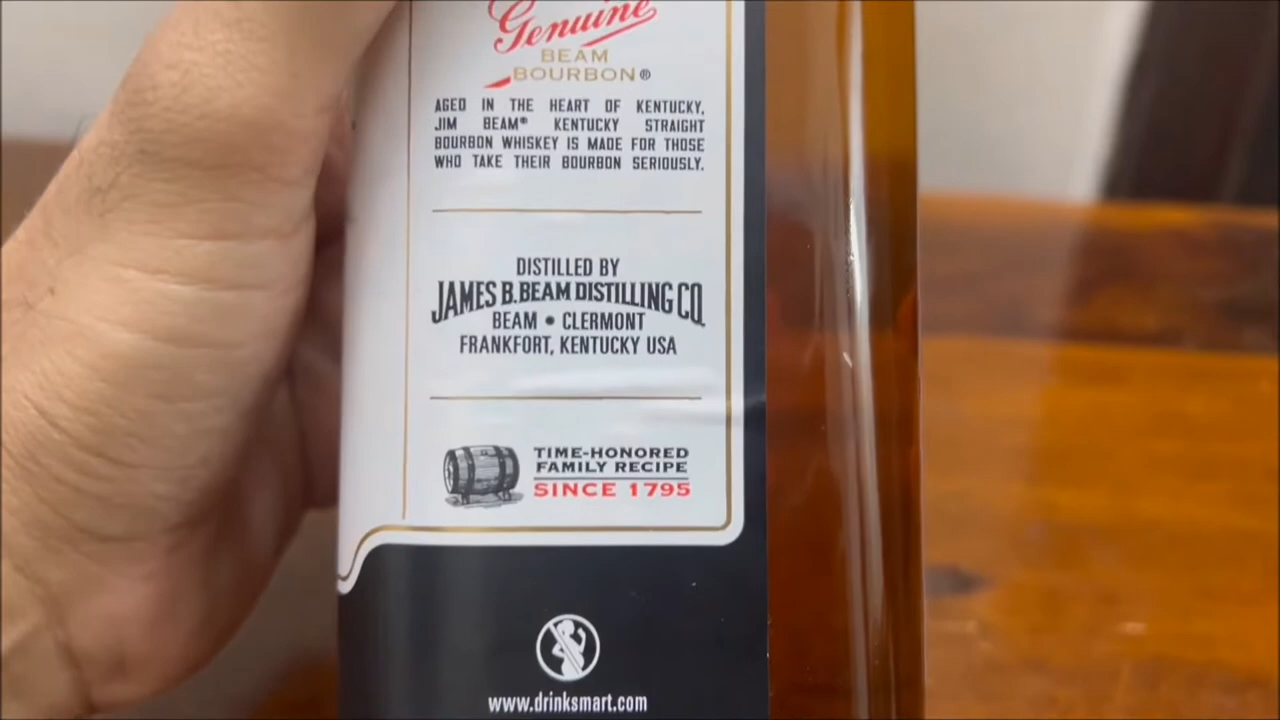 Genuine
BEAM
BOURBON®
AGED IN THE HEART OF KENTUCKY,
JIM BEAM® KENTUCKY STRAIGHT
BOURBON WHISKEY IS MADE FOR THOSE
WHO TAKE THEIR BOURBON SERIOUSLY.
DISTILLED BY
JAMES B. BEAM DISTILLING CO.
BEAM • CLERMONT
FRANKFORT, KENTUCKY USA
TIME-HONORED
FAMILY RECIPE
SINCE 1795
www.drinksmart.com